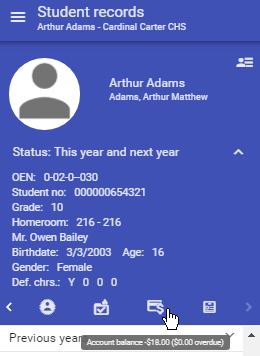 Student records
Arthur Adams - Cardinal Carter CHS
Arthur Adams
Adams, Arthur Matthew
Status: This year and next year
OEN: 0-02-0--030
Student no: 000000654321
Grade: 10
Homeroom: 216 - 216
Mr. Owen Bailey
Birthdate: 3/3/2003 Age: 16
Gender: Female
Def. chrs.: Y 0 0 0
Previous year
Account balance -$18.00 ($0.00 overdue)